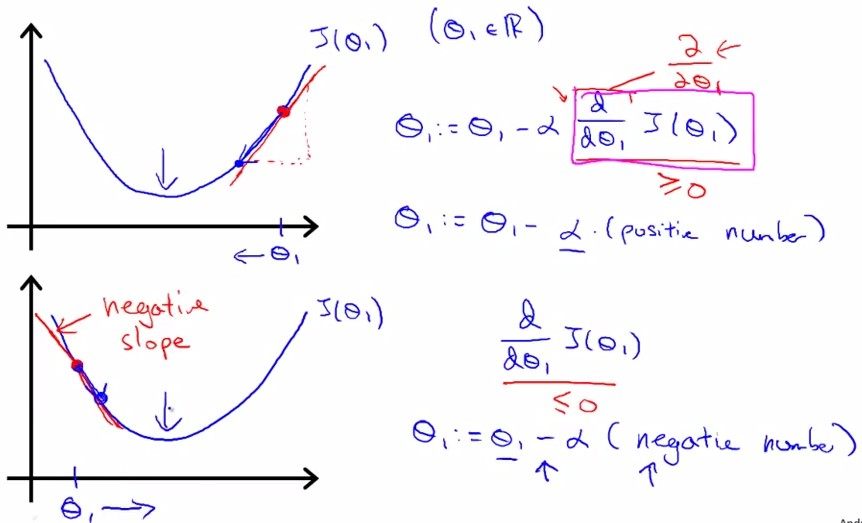 J(θ₁) (θ₁ ∈ ℝ)
∂/∂θ₁ ←
θ₁ := θ₁ - α d/dθ₁ J(θ₁)
≥ 0
θ₁ := θ₁ - α · (positie number)
← θ₁
negative
slope
J(θ₁)
d/dθ₁ J(θ₁)
≤ 0
θ₁ := θ₁ - α (negatie number)
θ₁ →